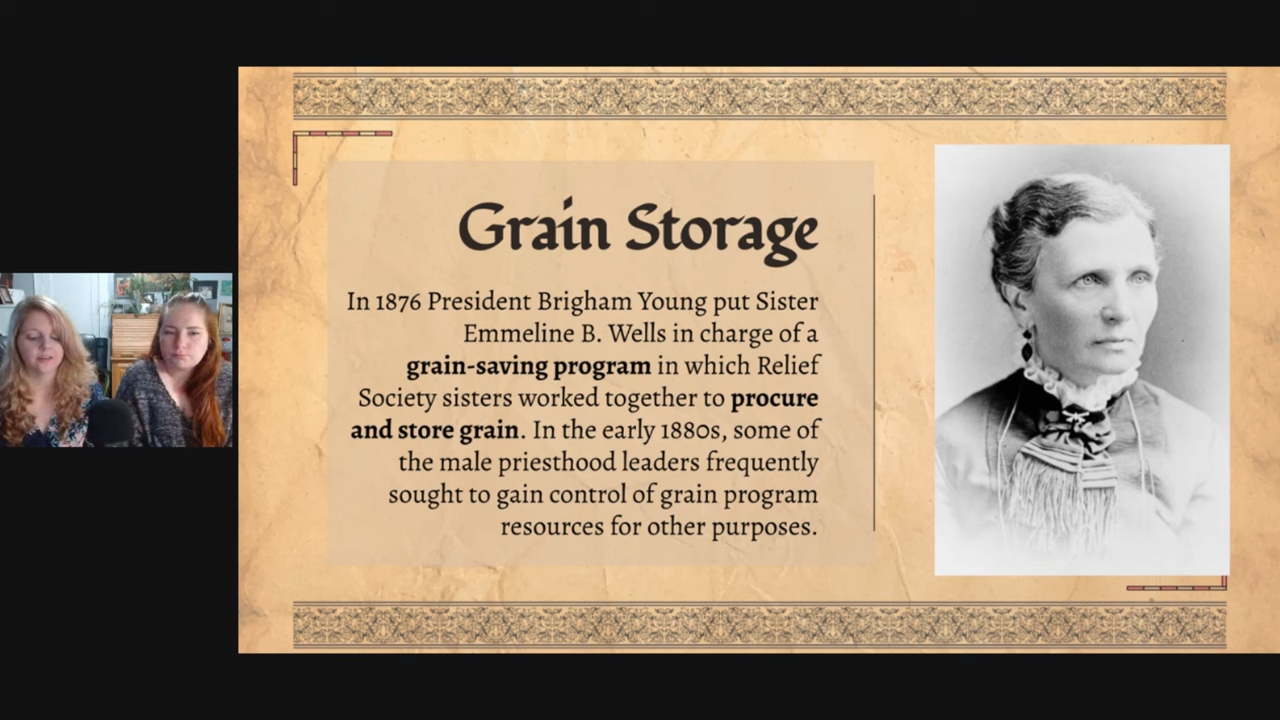 Grain Storage
In 1876 President Brigham Young put Sister
Emmeline B. Wells in charge of a
grain-saving program in which Relief
Society sisters worked together to procure
and store grain. In the early 1880s, some of
the male priesthood leaders frequently
sought to gain control of grain program
resources for other purposes.